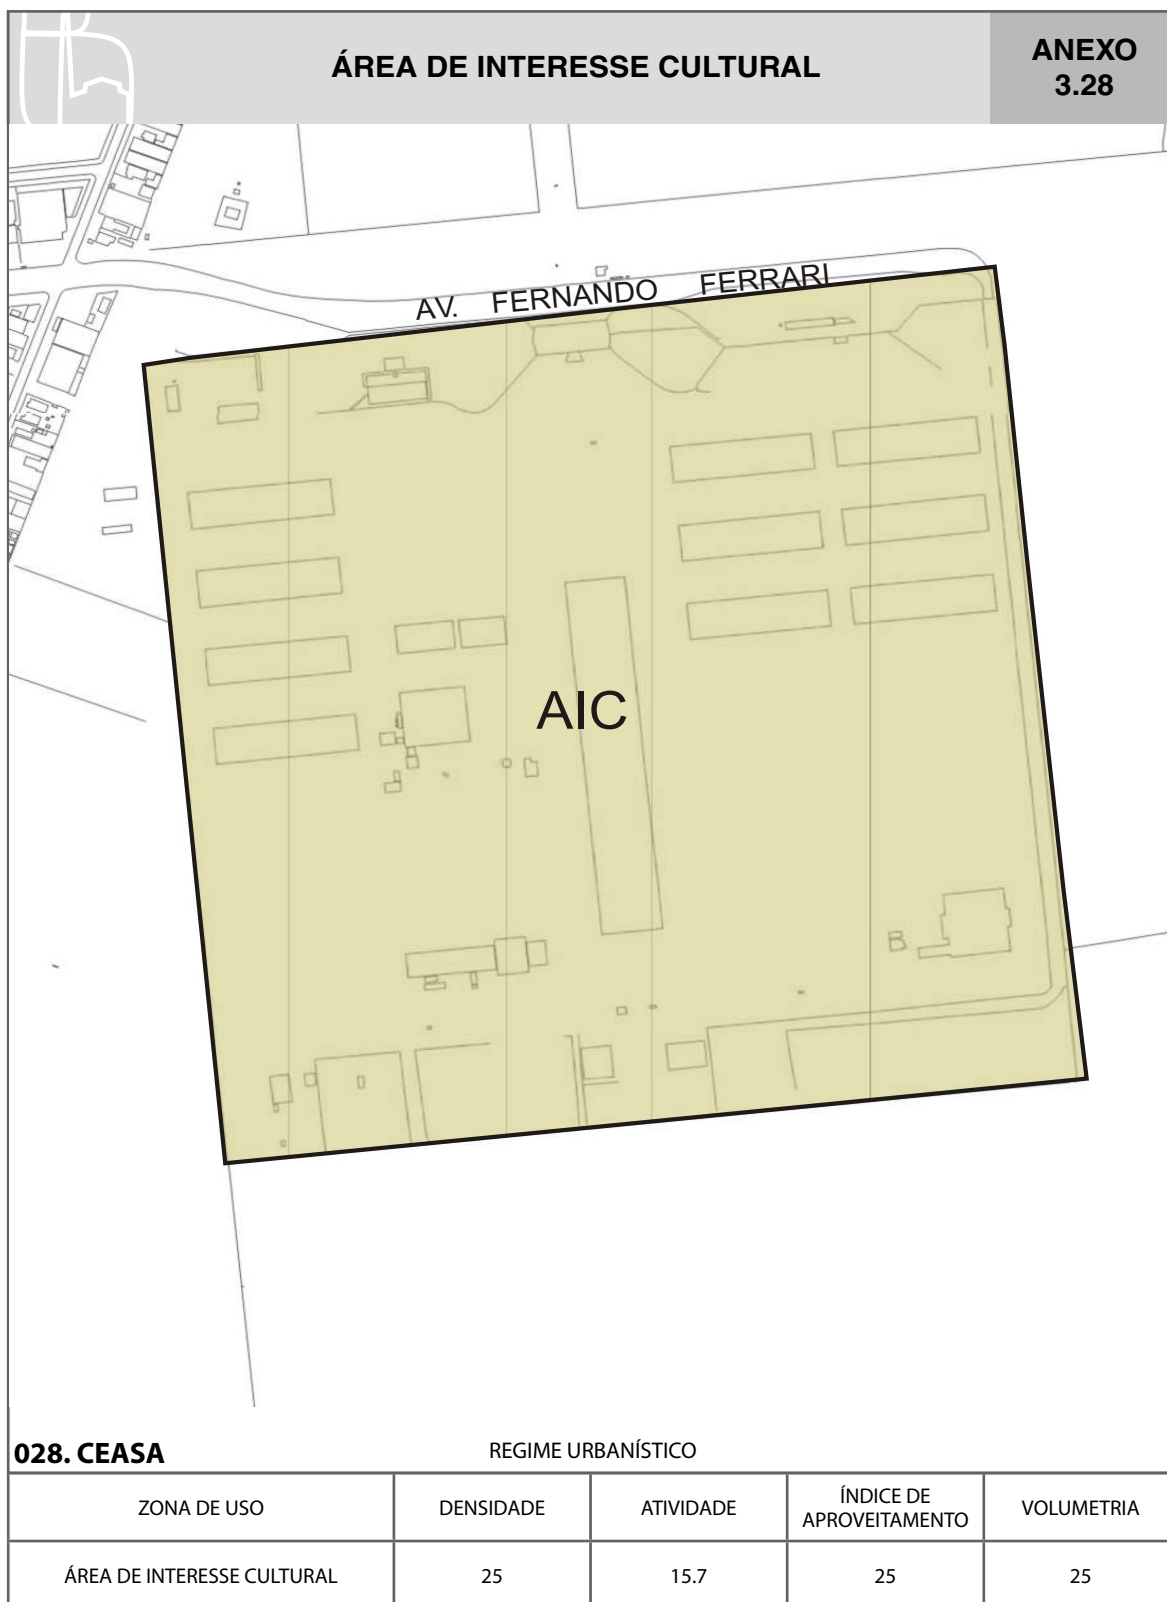 ÁREA DE INTERESSE CULTURAL
ANEXO
3.28
AV. FERNANDO FERRARI
AIC
028. CEASA
REGIME URBANÍSTICO
ZONA DE USO
DENSIDADE
ATIVIDADE
ÍNDICE DE
APROVEITAMENTO
VOLUMETRIA
ÁREA DE INTERESSE CULTURAL
25
15.7
25
25